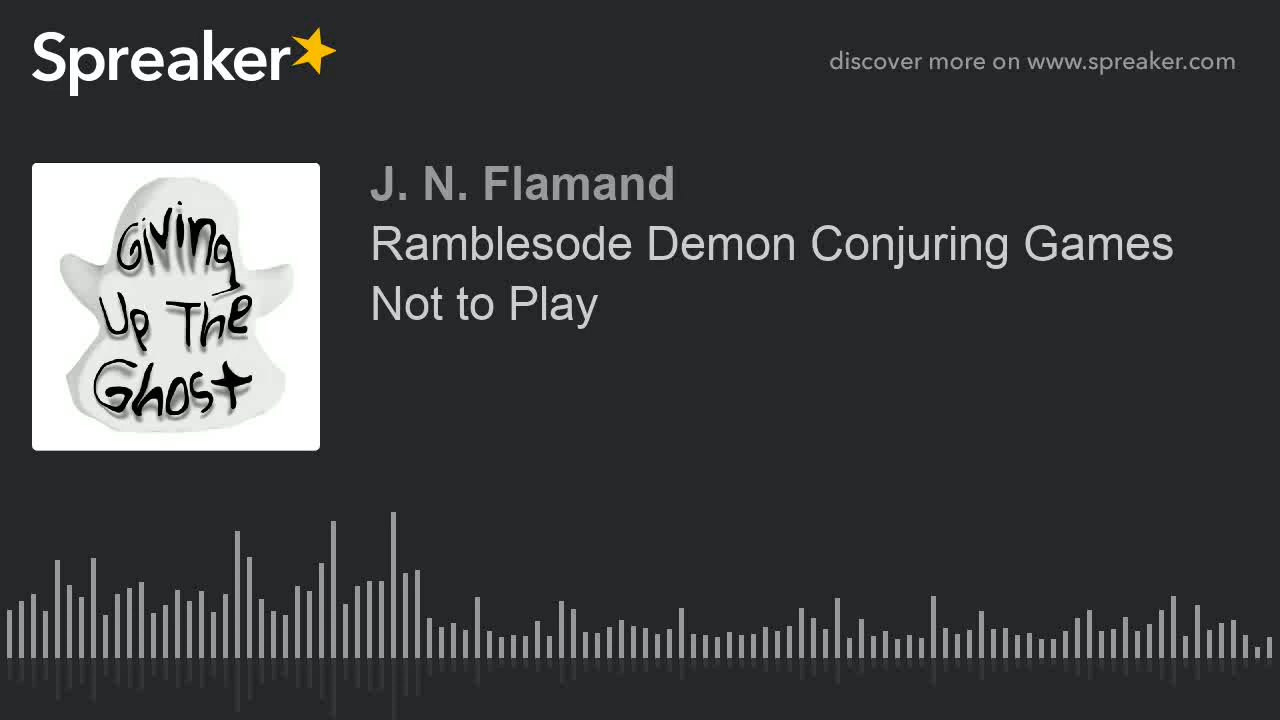 Spreaker
discover more on www.spreaker.com
Giving
Up The
Ghost
J. N. Flamand
Ramblesode Demon Conjuring Games
Not to Play